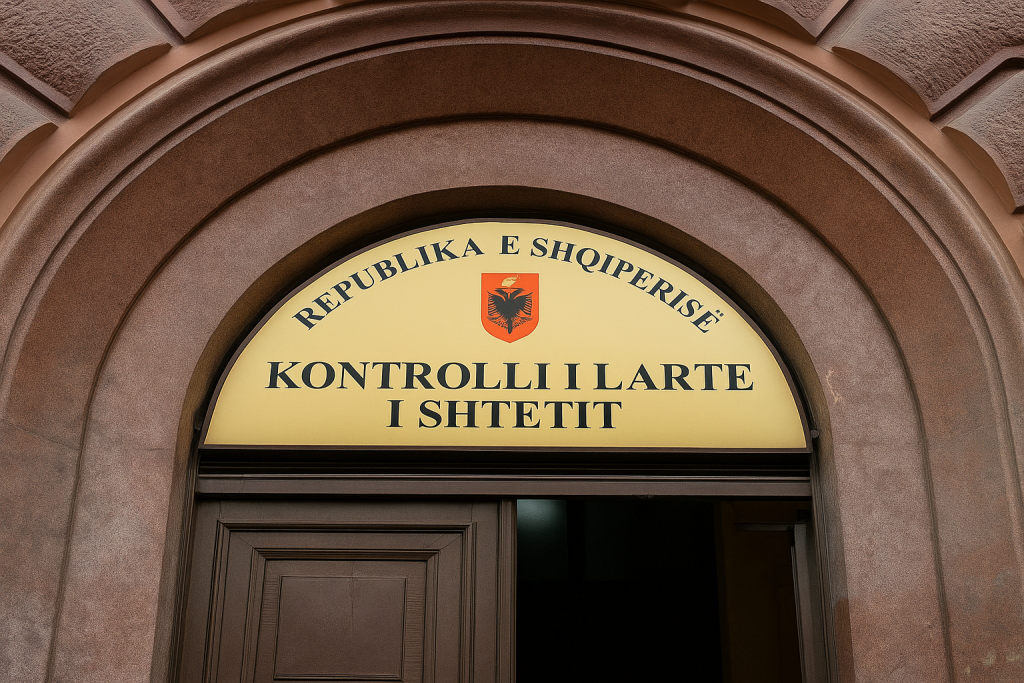 REPUBLIKA E SHQIPERISË
KONTROLLI I LARTE
I SHTETIT